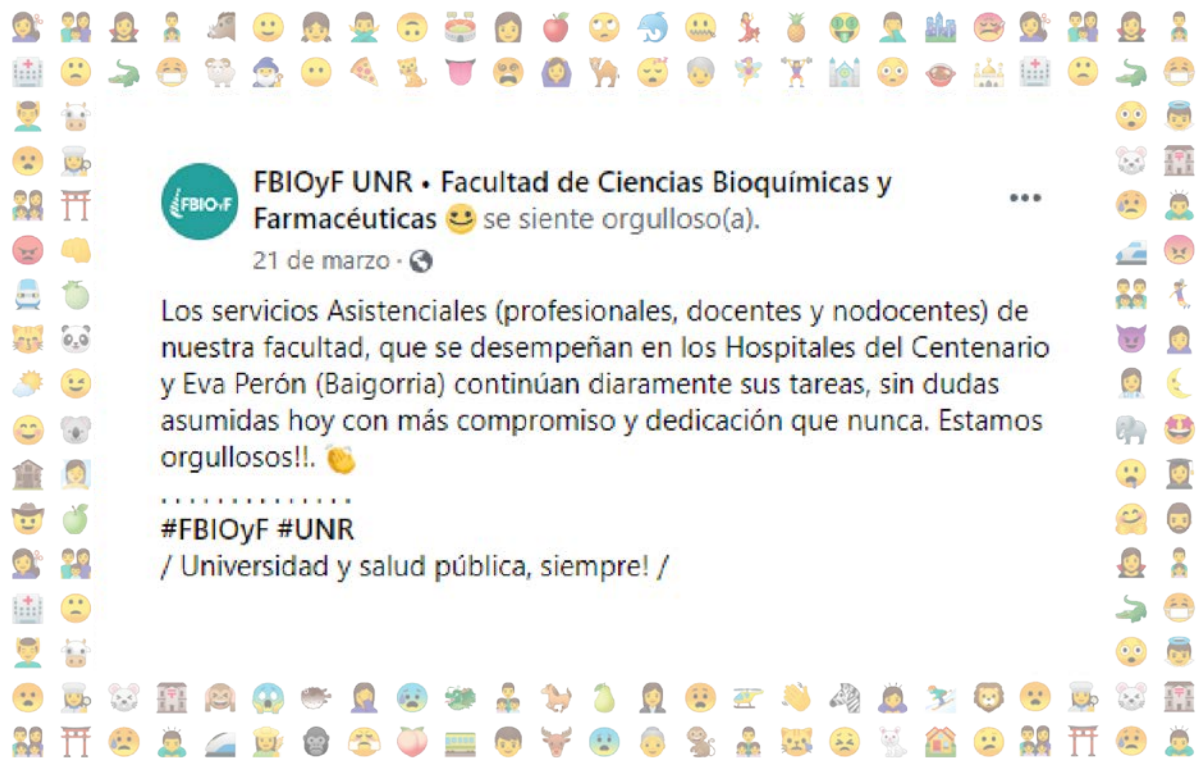 FBIOyF
FBIOyF UNR • Facultad de Ciencias Bioquímicas y
Farmacéuticas 😀 se siente orgulloso(a).
21 de marzo ·
Los servicios Asistenciales (profesionales, docentes y nodocentes) de
nuestra facultad, que se desempeñan en los Hospitales del Centenario
y Eva Perón (Baigorria) continúan diaramente sus tareas, sin dudas
asumidas hoy con más compromiso y dedicación que nunca. Estamos
orgullosos!!. 👏
. . . . . . . . . . . . . .
#FBIOyF #UNR
/ Universidad y salud pública, siempre! /